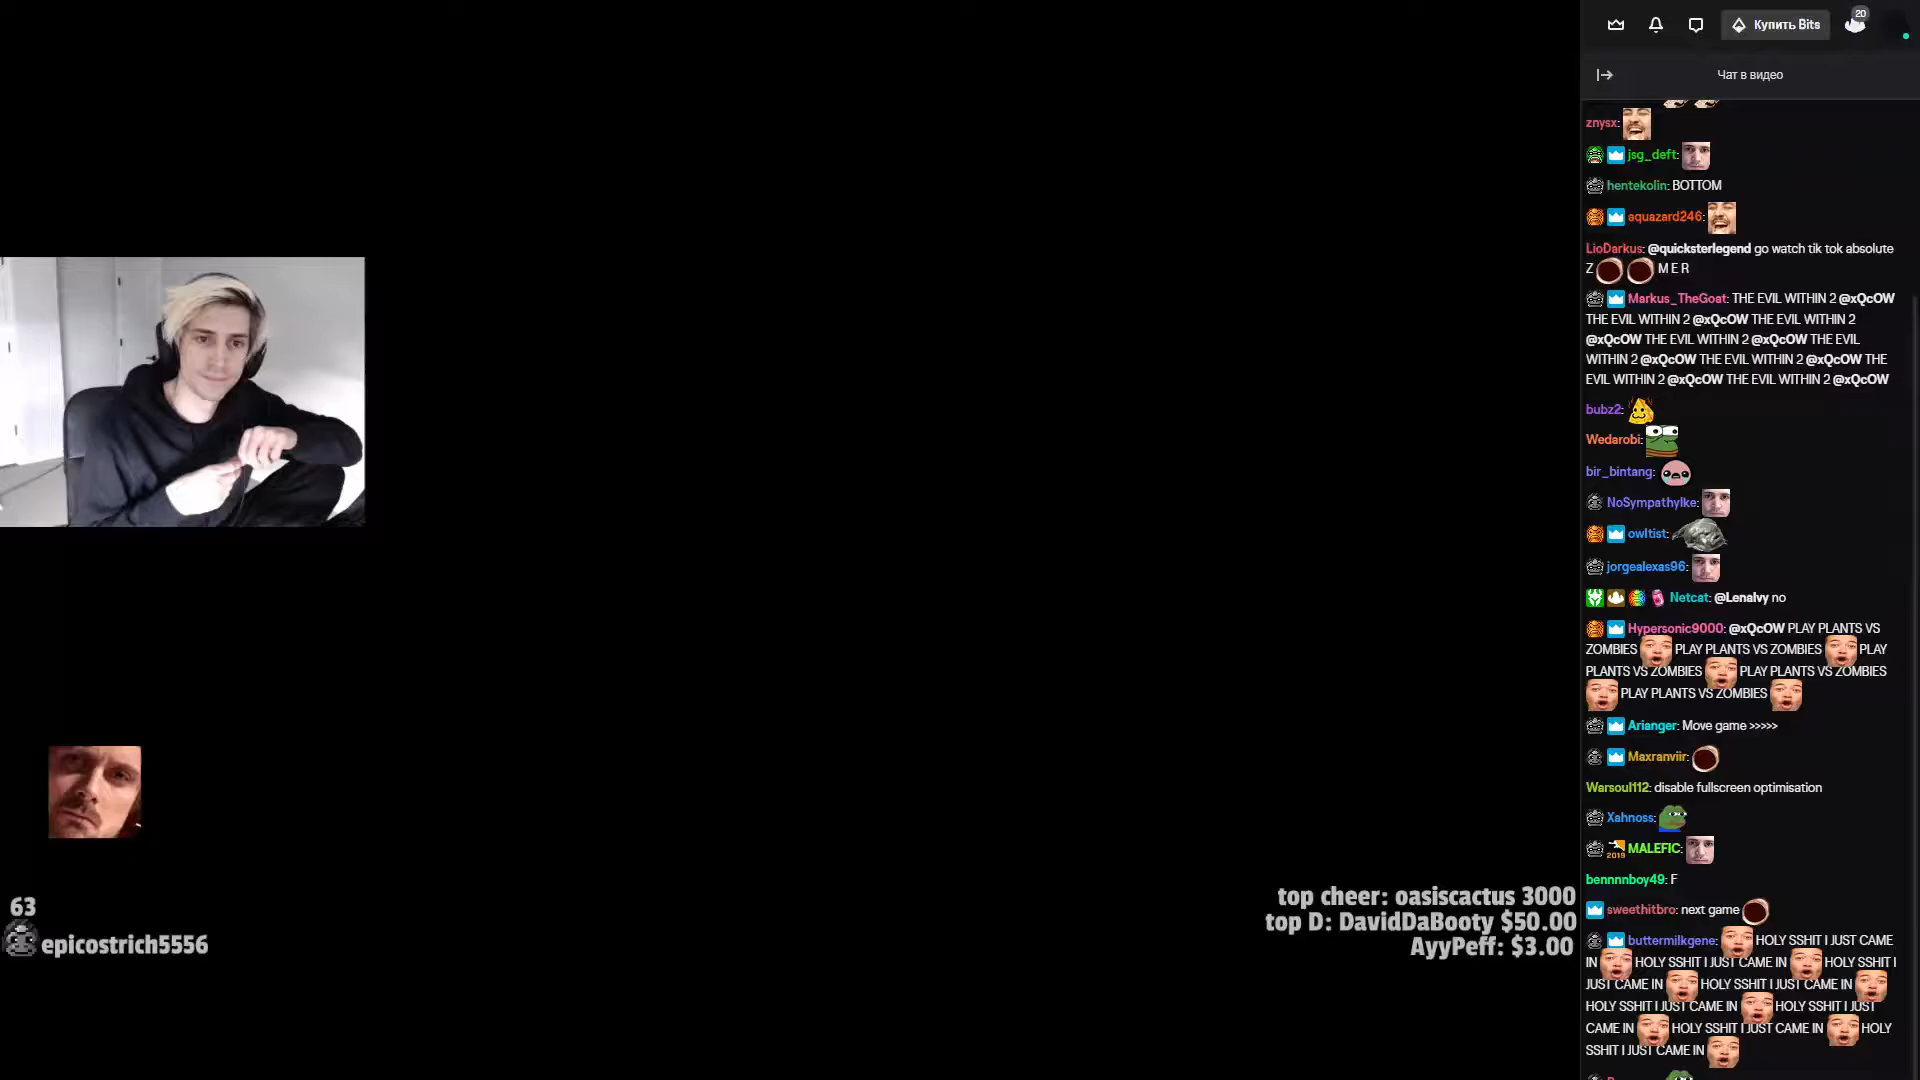 20
Купить Bits
Чат в видео
znysx:
jsg_deft:
hentekolin: BOTTOM
aquazard246:
LioDarkus: @quicksterlegend go watch tik tok absolute
Z M E R
Markus_TheGoat: THE EVIL WITHIN 2 @xQcOW
THE EVIL WITHIN 2 @xQcOW THE EVIL WITHIN 2
@xQcOW THE EVIL WITHIN 2 @xQcOW THE EVIL
WITHIN 2 @xQcOW THE EVIL WITHIN 2 @xQcOW THE
EVIL WITHIN 2 @xQcOW THE EVIL WITHIN 2 @xQcOW
bubz2:
Wedarobi:
bir_bintang:
NoSympathyIke:
owltist:
jorgealexas96:
Netcat: @LenaIvy no
Hypersonic9000: @xQcOW PLAY PLANTS VS
ZOMBIES PLAY PLANTS VS ZOMBIES PLAY
PLANTS VS ZOMBIES PLAY PLANTS VS ZOMBIES
PLAY PLANTS VS ZOMBIES
Arianger: Move game >>>>>
Maxranviir:
Warsoul112: disable fullscreen optimisation
Xahnoss:
2019 MALEFIC:
bennnnboy49: F
sweethitbro: next game
buttermilkgene: HOLY SSHIT I JUST CAME
IN HOLY SSHIT I JUST CAME IN HOLY SSHIT I
JUST CAME IN HOLY SSHIT I JUST CAME IN
HOLY SSHIT I JUST CAME IN HOLY SSHIT I JUST
CAME IN HOLY SSHIT I JUST CAME IN HOLY
SSHIT I JUST CAME IN
63
epicostrich5556
top cheer: oasiscactus 3000
top D: DavidDaBooty $50.00
AyyPeff: $3.00